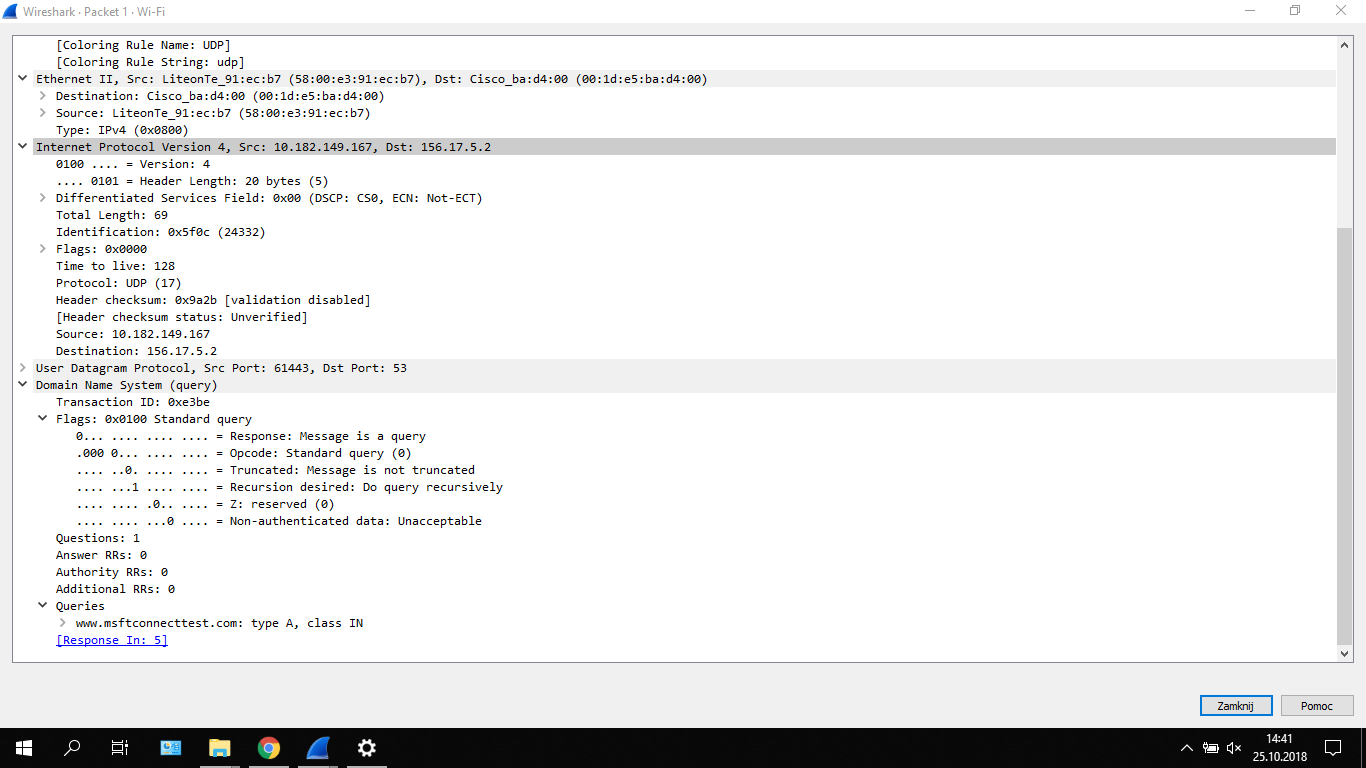 Wireshark · Packet 1 · Wi-Fi
[Coloring Rule Name: UDP]
[Coloring Rule String: udp]
Ethernet II, Src: LiteonTe_91:ec:b7 (58:00:e3:91:ec:b7), Dst: Cisco_ba:d4:00 (00:1d:e5:ba:d4:00)
Destination: Cisco_ba:d4:00 (00:1d:e5:ba:d4:00)
Source: LiteonTe_91:ec:b7 (58:00:e3:91:ec:b7)
Type: IPv4 (0x0800)
Internet Protocol Version 4, Src: 10.182.149.167, Dst: 156.17.5.2
0100 .... = Version: 4
.... 0101 = Header Length: 20 bytes (5)
Differentiated Services Field: 0x00 (DSCP: CS0, ECN: Not-ECT)
Total Length: 69
Identification: 0x5f0c (24332)
Flags: 0x0000
Time to live: 128
Protocol: UDP (17)
Header checksum: 0x9a2b [validation disabled]
[Header checksum status: Unverified]
Source: 10.182.149.167
Destination: 156.17.5.2
User Datagram Protocol, Src Port: 61443, Dst Port: 53
Domain Name System (query)
Transaction ID: 0xe3be
Flags: 0x0100 Standard query
0... .... .... .... = Response: Message is a query
.000 0... .... .... = Opcode: Standard query (0)
.... ..0. .... .... = Truncated: Message is not truncated
.... ...1 .... .... = Recursion desired: Do query recursively
.... .... .0.. .... = Z: reserved (0)
.... .... ...0 .... = Non-authenticated data: Unacceptable
Questions: 1
Answer RRs: 0
Authority RRs: 0
Additional RRs: 0
Queries
www.msftconnecttest.com: type A, class IN
[Response In: 5]
Zamknij
Pomoc
14:41
25.10.2018